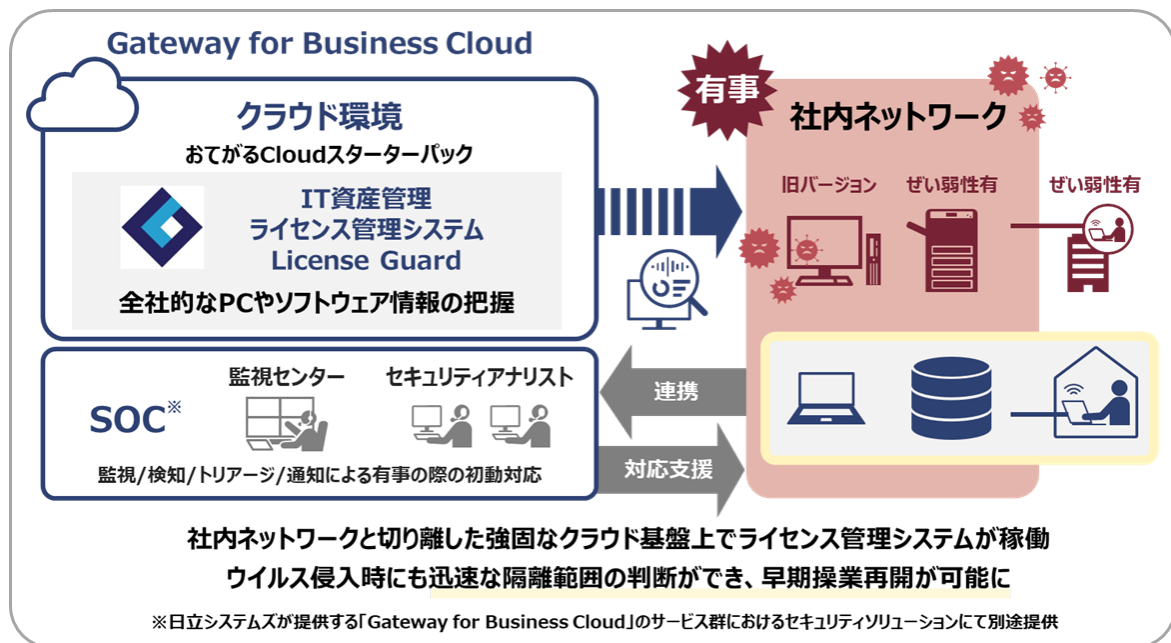 Gateway for Business Cloud
クラウド環境
おてがるCloudスターターパック
IT資産管理
ライセンス管理システム
License Guard
全社的なPCやソフトウェア情報の把握
有事
社内ネットワーク
旧バージョン
ぜい弱性有
ぜい弱性有
SOC※
監視センター
セキュリティアナリスト
監視/検知/トリアージ/通知による有事の際の初動対応
連携
対応支援
社内ネットワークと切り離した強固なクラウド基盤上でライセンス管理システムが稼働
ウイルス侵入時にも迅速な隔離範囲の判断ができ、早期操業再開が可能に
※日立システムズが提供する「Gateway for Business Cloud」のサービス群におけるセキュリティソリューションにて別途提供